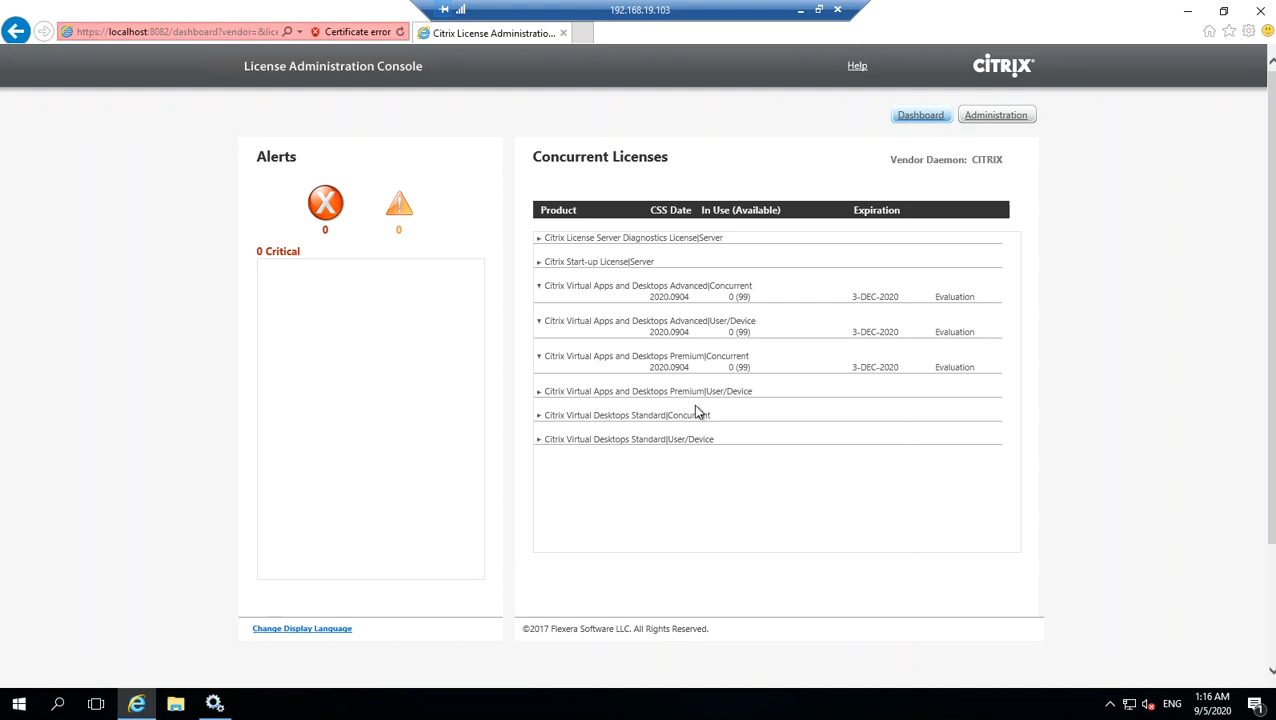 192.168.19.103
https://localhost:8082/dashboard?vendor=&lice
Certificate error
Citrix License Administratio...
License Administration Console
Help
CITRIX
Dashboard
Administration
Alerts
Concurrent Licenses
Vendor Daemon: CITRIX
0
0
0 Critical
Product CSS Date In Use (Available) Expiration
Citrix License Server Diagnostics License|Server
Citrix Start-up License|Server
Citrix Virtual Apps and Desktops Advanced|Concurrent
2020.0904 0 (99) 3-DEC-2020 Evaluation
Citrix Virtual Apps and Desktops Advanced|User/Device
2020.0904 0 (99) 3-DEC-2020 Evaluation
Citrix Virtual Apps and Desktops Premium|Concurrent
2020.0904 0 (99) 3-DEC-2020 Evaluation
Citrix Virtual Apps and Desktops Premium|User/Device
Citrix Virtual Desktops Standard|Concurrent
Citrix Virtual Desktops Standard|User/Device
Change Display Language
©2017 Flexera Software LLC. All Rights Reserved.
ENG
1:16 AM
9/5/2020
1